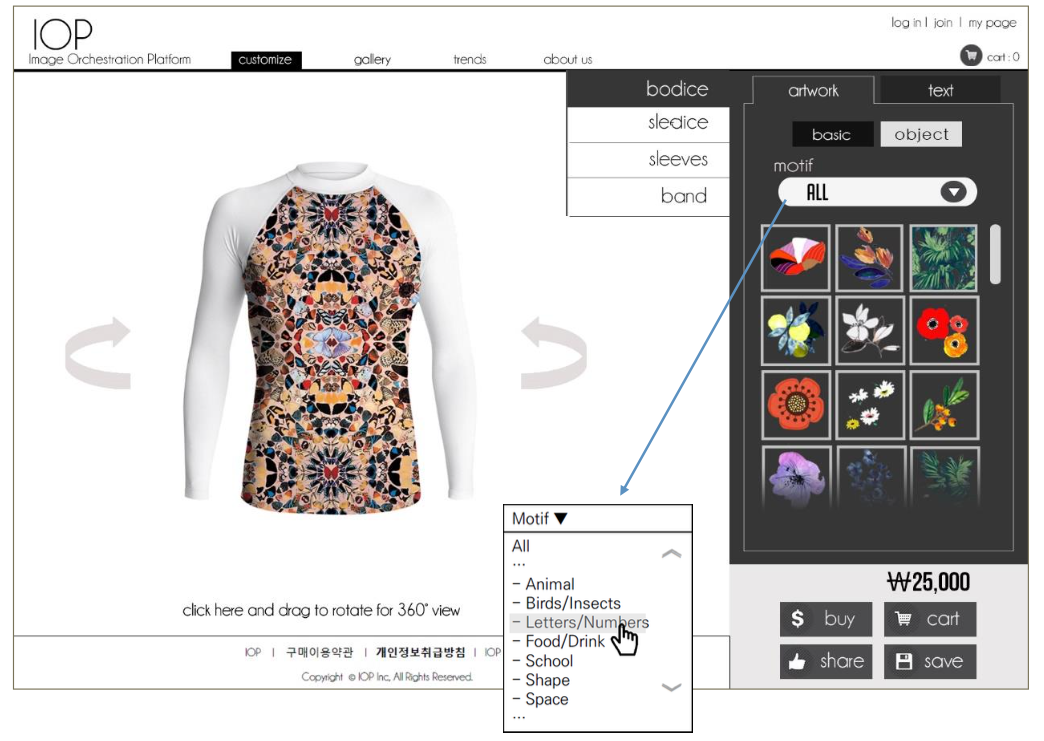 IOP
Image Orchestration Platform
log in l join l my page
customize gallery trends about us
cart : 0
bodice
sledice
sleeves
band
artwork text
basic object
motif
ALL
click here and drag to rotate for 360° view
Motif ▼
All
...
- Animal
- Birds/Insects
- Letters/Numbers
- Food/Drink
- School
- Shape
- Space
...
IOP l 구매이용약관 l 개인정보취급방침 l IOP
Copyright © IOP Inc, All Rights Reserved.
₩25,000
$ buy cart
share save